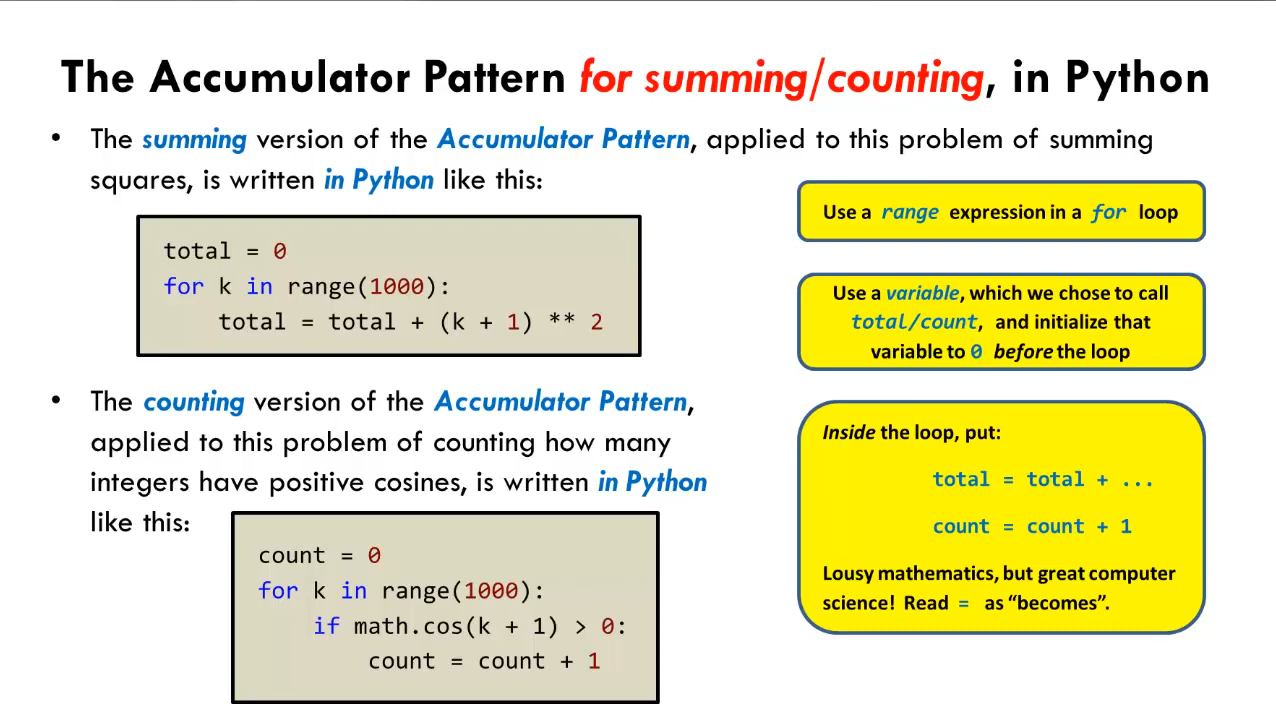 The Accumulator Pattern for summing/counting, in Python
• The summing version of the Accumulator Pattern, applied to this problem of summing
squares, is written in Python like this:
total = 0
for k in range(1000):
    total = total + (k + 1) ** 2
• The counting version of the Accumulator Pattern,
applied to this problem of counting how many
integers have positive cosines, is written in Python
like this:
count = 0
for k in range(1000):
    if math.cos(k + 1) > 0:
        count = count + 1
Use a range expression in a for loop
Use a variable, which we chose to call
total/count, and initialize that
variable to 0 before the loop
Inside the loop, put:
total = total + ...
count = count + 1
Lousy mathematics, but great computer
science! Read = as “becomes”.